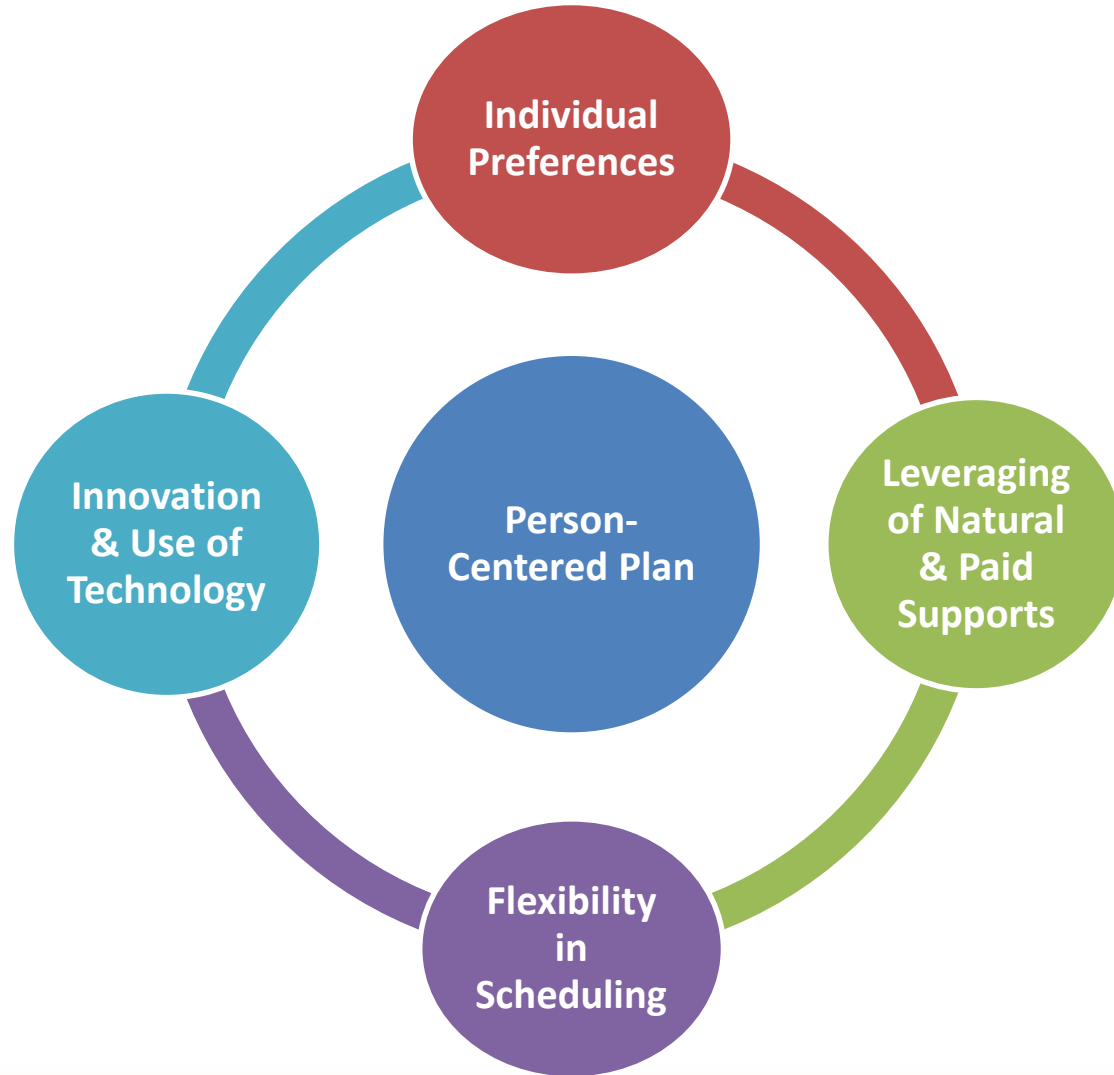 Individual
Preferences
Innovation
& Use of
Technology
Person-
Centered Plan
Leveraging
of Natural
& Paid
Supports
Flexibility
in
Scheduling